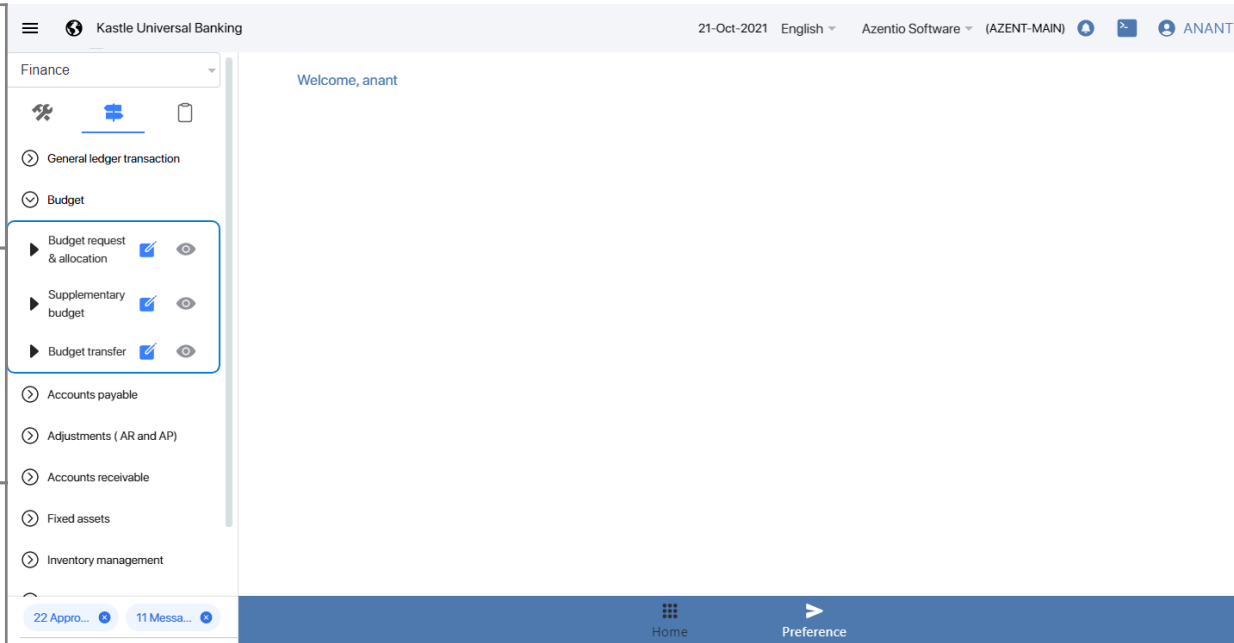 Kastle Universal Banking
21-Oct-2021 English Azentio Software (AZENT-MAIN) ANANT
Finance
Welcome, anant
General ledger transaction
Budget
Budget request
& allocation
Supplementary
budget
Budget transfer
Accounts payable
Adjustments ( AR and AP)
Accounts receivable
Fixed assets
Inventory management
22 Appro... 11 Messa...
Home
Preference